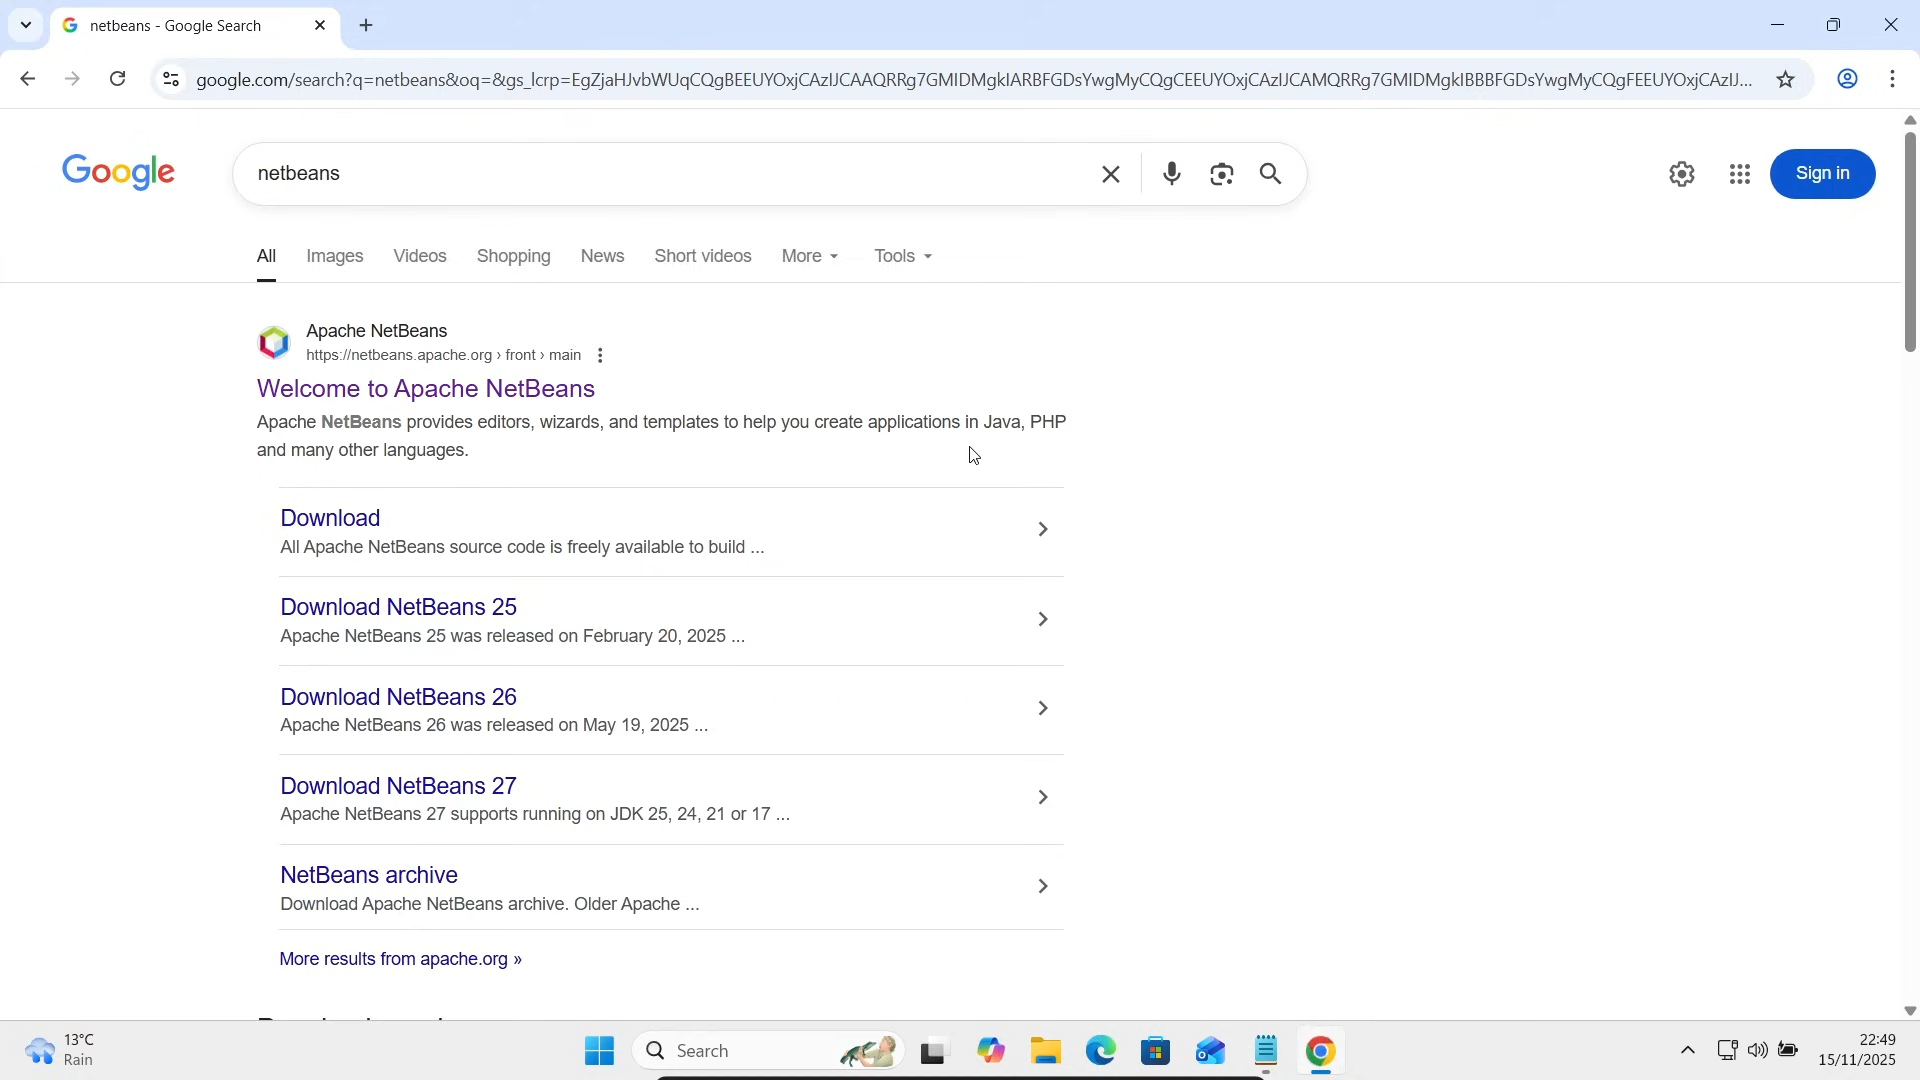 netbeans - Google Search
google.com/search?q=netbeans&oq=&gs_lcrp=
Google
netbeans
Sign in
All Images Videos Shopping News Short videos More Tools
Apache NetBeans
https://netbeans.apache.org › front › main
Welcome to Apache NetBeans
Apache NetBeans provides editors, wizards, and templates to help you create applications in Java, PHP
and many other languages.
Download
All Apache NetBeans source code is freely available to build ...
Download NetBeans 25
Apache NetBeans 25 was released on February 20, 2025 ...
Download NetBeans 26
Apache NetBeans 26 was released on May 19, 2025 ...
Download NetBeans 27
Apache NetBeans 27 supports running on JDK 25, 24, 21 or 17 ...
NetBeans archive
Download Apache NetBeans archive. Older Apache ...
More results from apache.org »
13°C
Rain
Search
22:49
15/11/2025